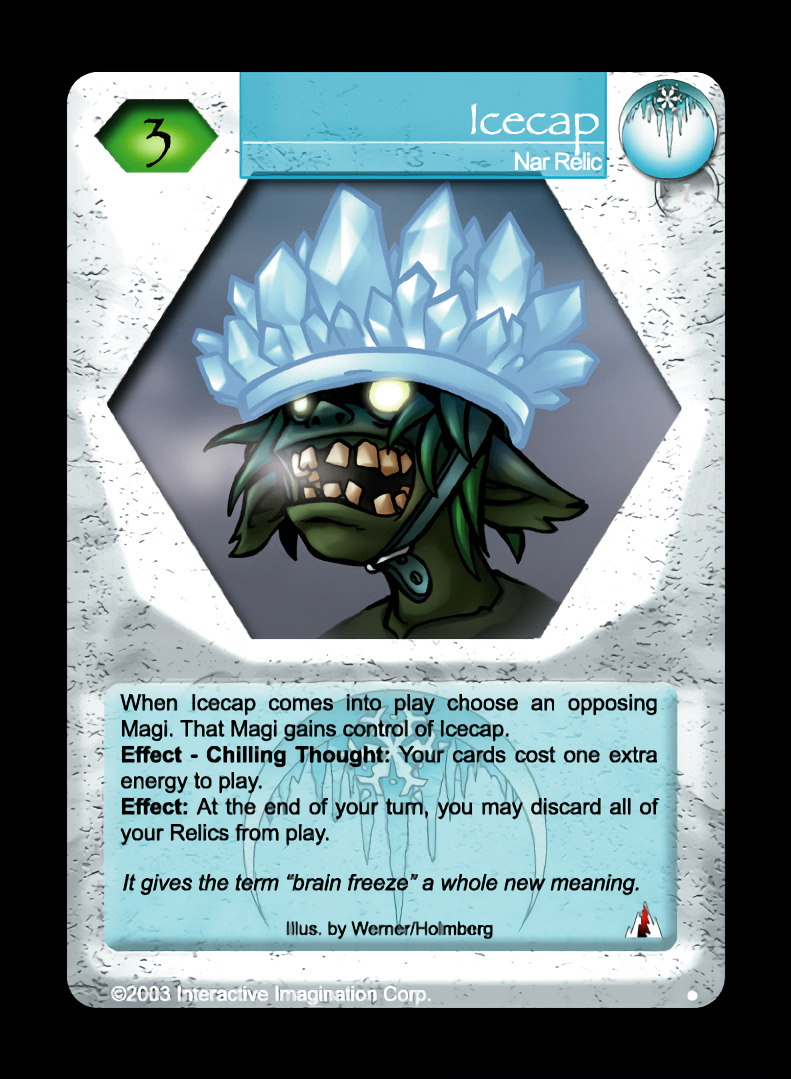 3
Icecap
Nar Relic
When Icecap comes into play choose an opposing
Magi. That Magi gains control of Icecap.
Effect - Chilling Thought: Your cards cost one extra
energy to play.
Effect: At the end of your turn, you may discard all of
your Relics from play.
It gives the term “brain freeze” a whole new meaning.
Illus. by Werner/Holmberg
©2003 Interactive Imagination Corp.